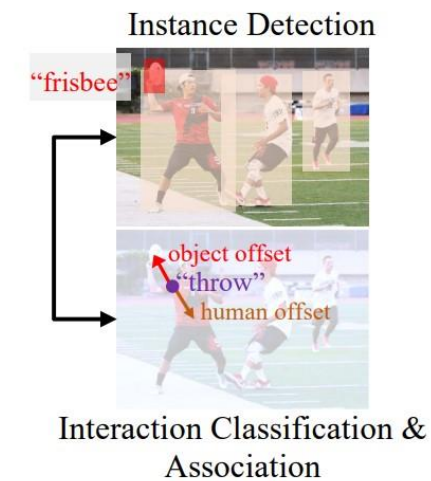 Instance Detection
“frisbee”
object offset
“throw”
human offset
Interaction Classification &
Association